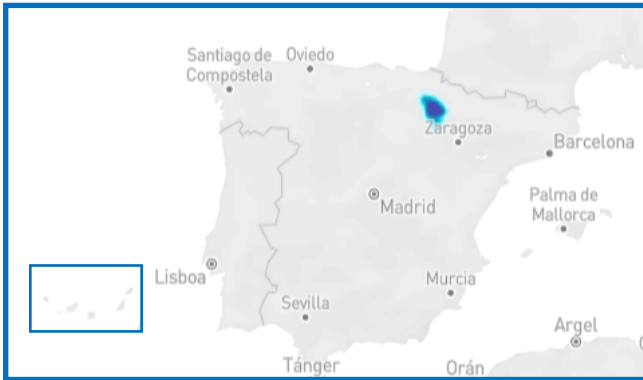 Santiago de
Compostela
Oviedo
Zaragoza
Barcelona
Madrid
Palma de
Mallorca
Lisboa
Murcia
Sevilla
Argel
Tánger
Orán